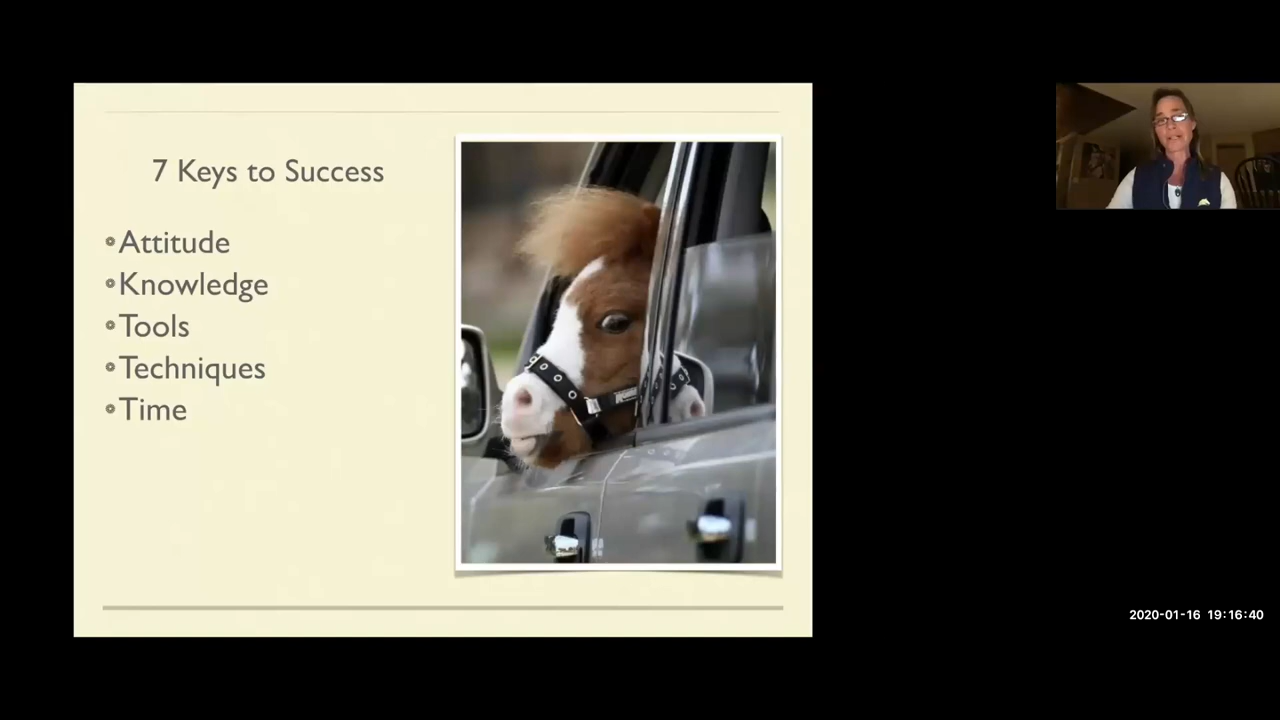 7 Keys to Success
Attitude
Knowledge
Tools
Techniques
Time
2020-01-16 19:16:40